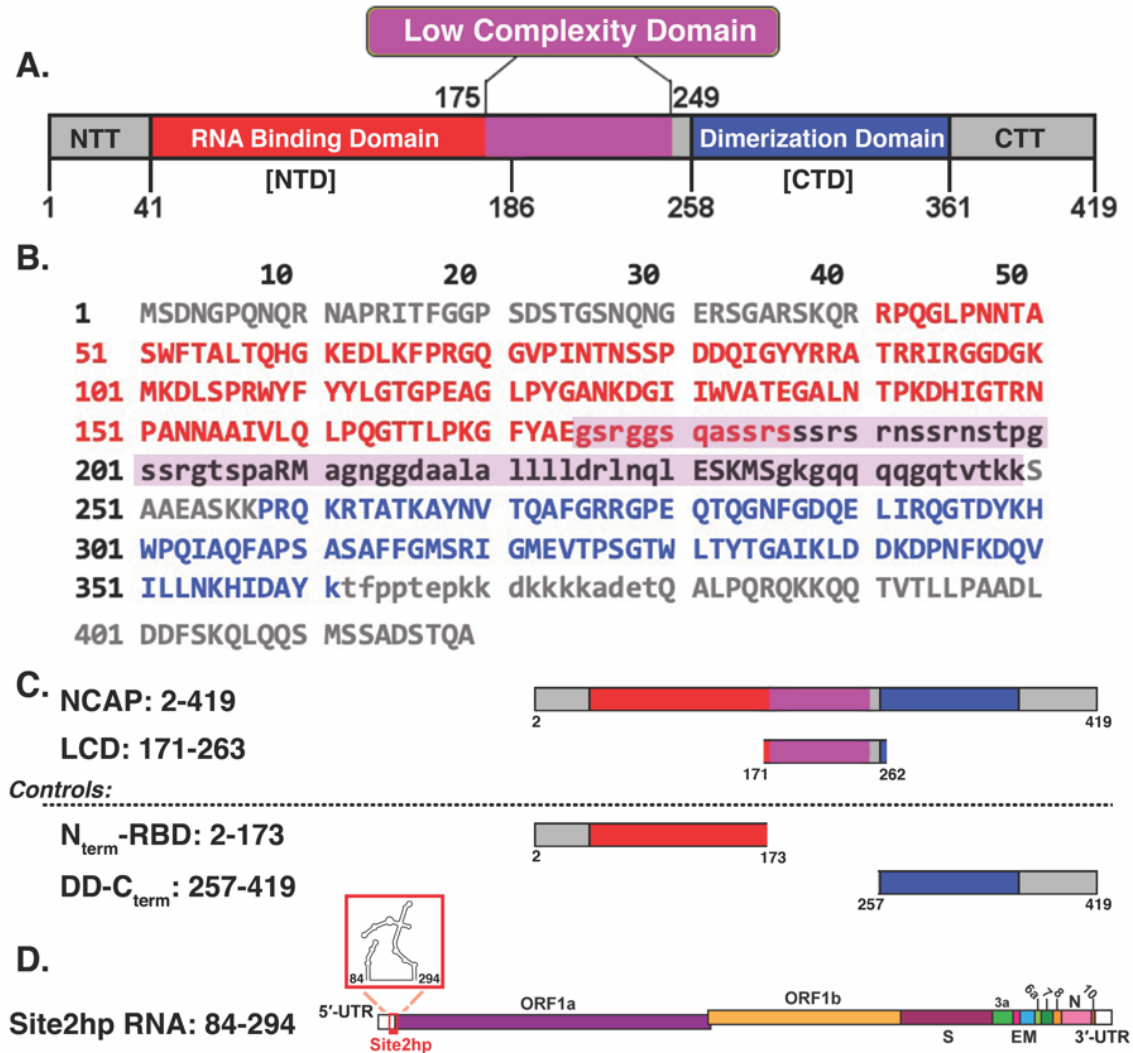 Low Complexity Domain
A.
175 249
NTT RNA Binding Domain Dimerization Domain CTT
[NTD] [CTD]
1 41 186 258 361 419
B.
10 20 30 40 50
1 MSDNGPQNQR NAPRITFGGP SDSTGSNQNG ERSGARSKQR RPQGLPNNTA
51 SWFTALTQHG KEDLKFPRGQ GVPINTNSSP DDQIGYYRRA TRRIRGGDGK
101 MKDLSPRWYF YYLGTGPEAG LPYGANKDGI IWVATEGALN TPKDHIGTRN
151 PANNAAIVLQ LPQGTTLPKG FYAEgsrggs qassrsssrs rnssrnstpg
201 ssrgtspaRM agnggdaala llllldrlnql ESKMSgkgqq qqgqtvtkkS
251 AAEASKKPRQ KRTATKAYNV TQAFGRRGPE QTQGNFGDQE LIRQGTDYKH
301 WPQIAQFAPS ASAFFGMSRI GMEVTPSGTW LTYTGAIKLD DKDPNFKDQV
351 ILLNKHIDAY ktfpptepkk dkkkkadetQ ALPQRQKKQQ TVTLLPAADL
401 DDFSKQLQQS MSSADSTQA
C.
NCAP: 2-419
2 419
LCD: 171-263
171 262
Controls:
Nterm-RBD: 2-173
2 173
DD-Cterm: 257-419
257 419
D.
84 294
Site2hp RNA: 84-294
5′-UTR ORF1a ORF1b 3a 6a 7 8 N 10
Site2hp S EM 3′-UTR